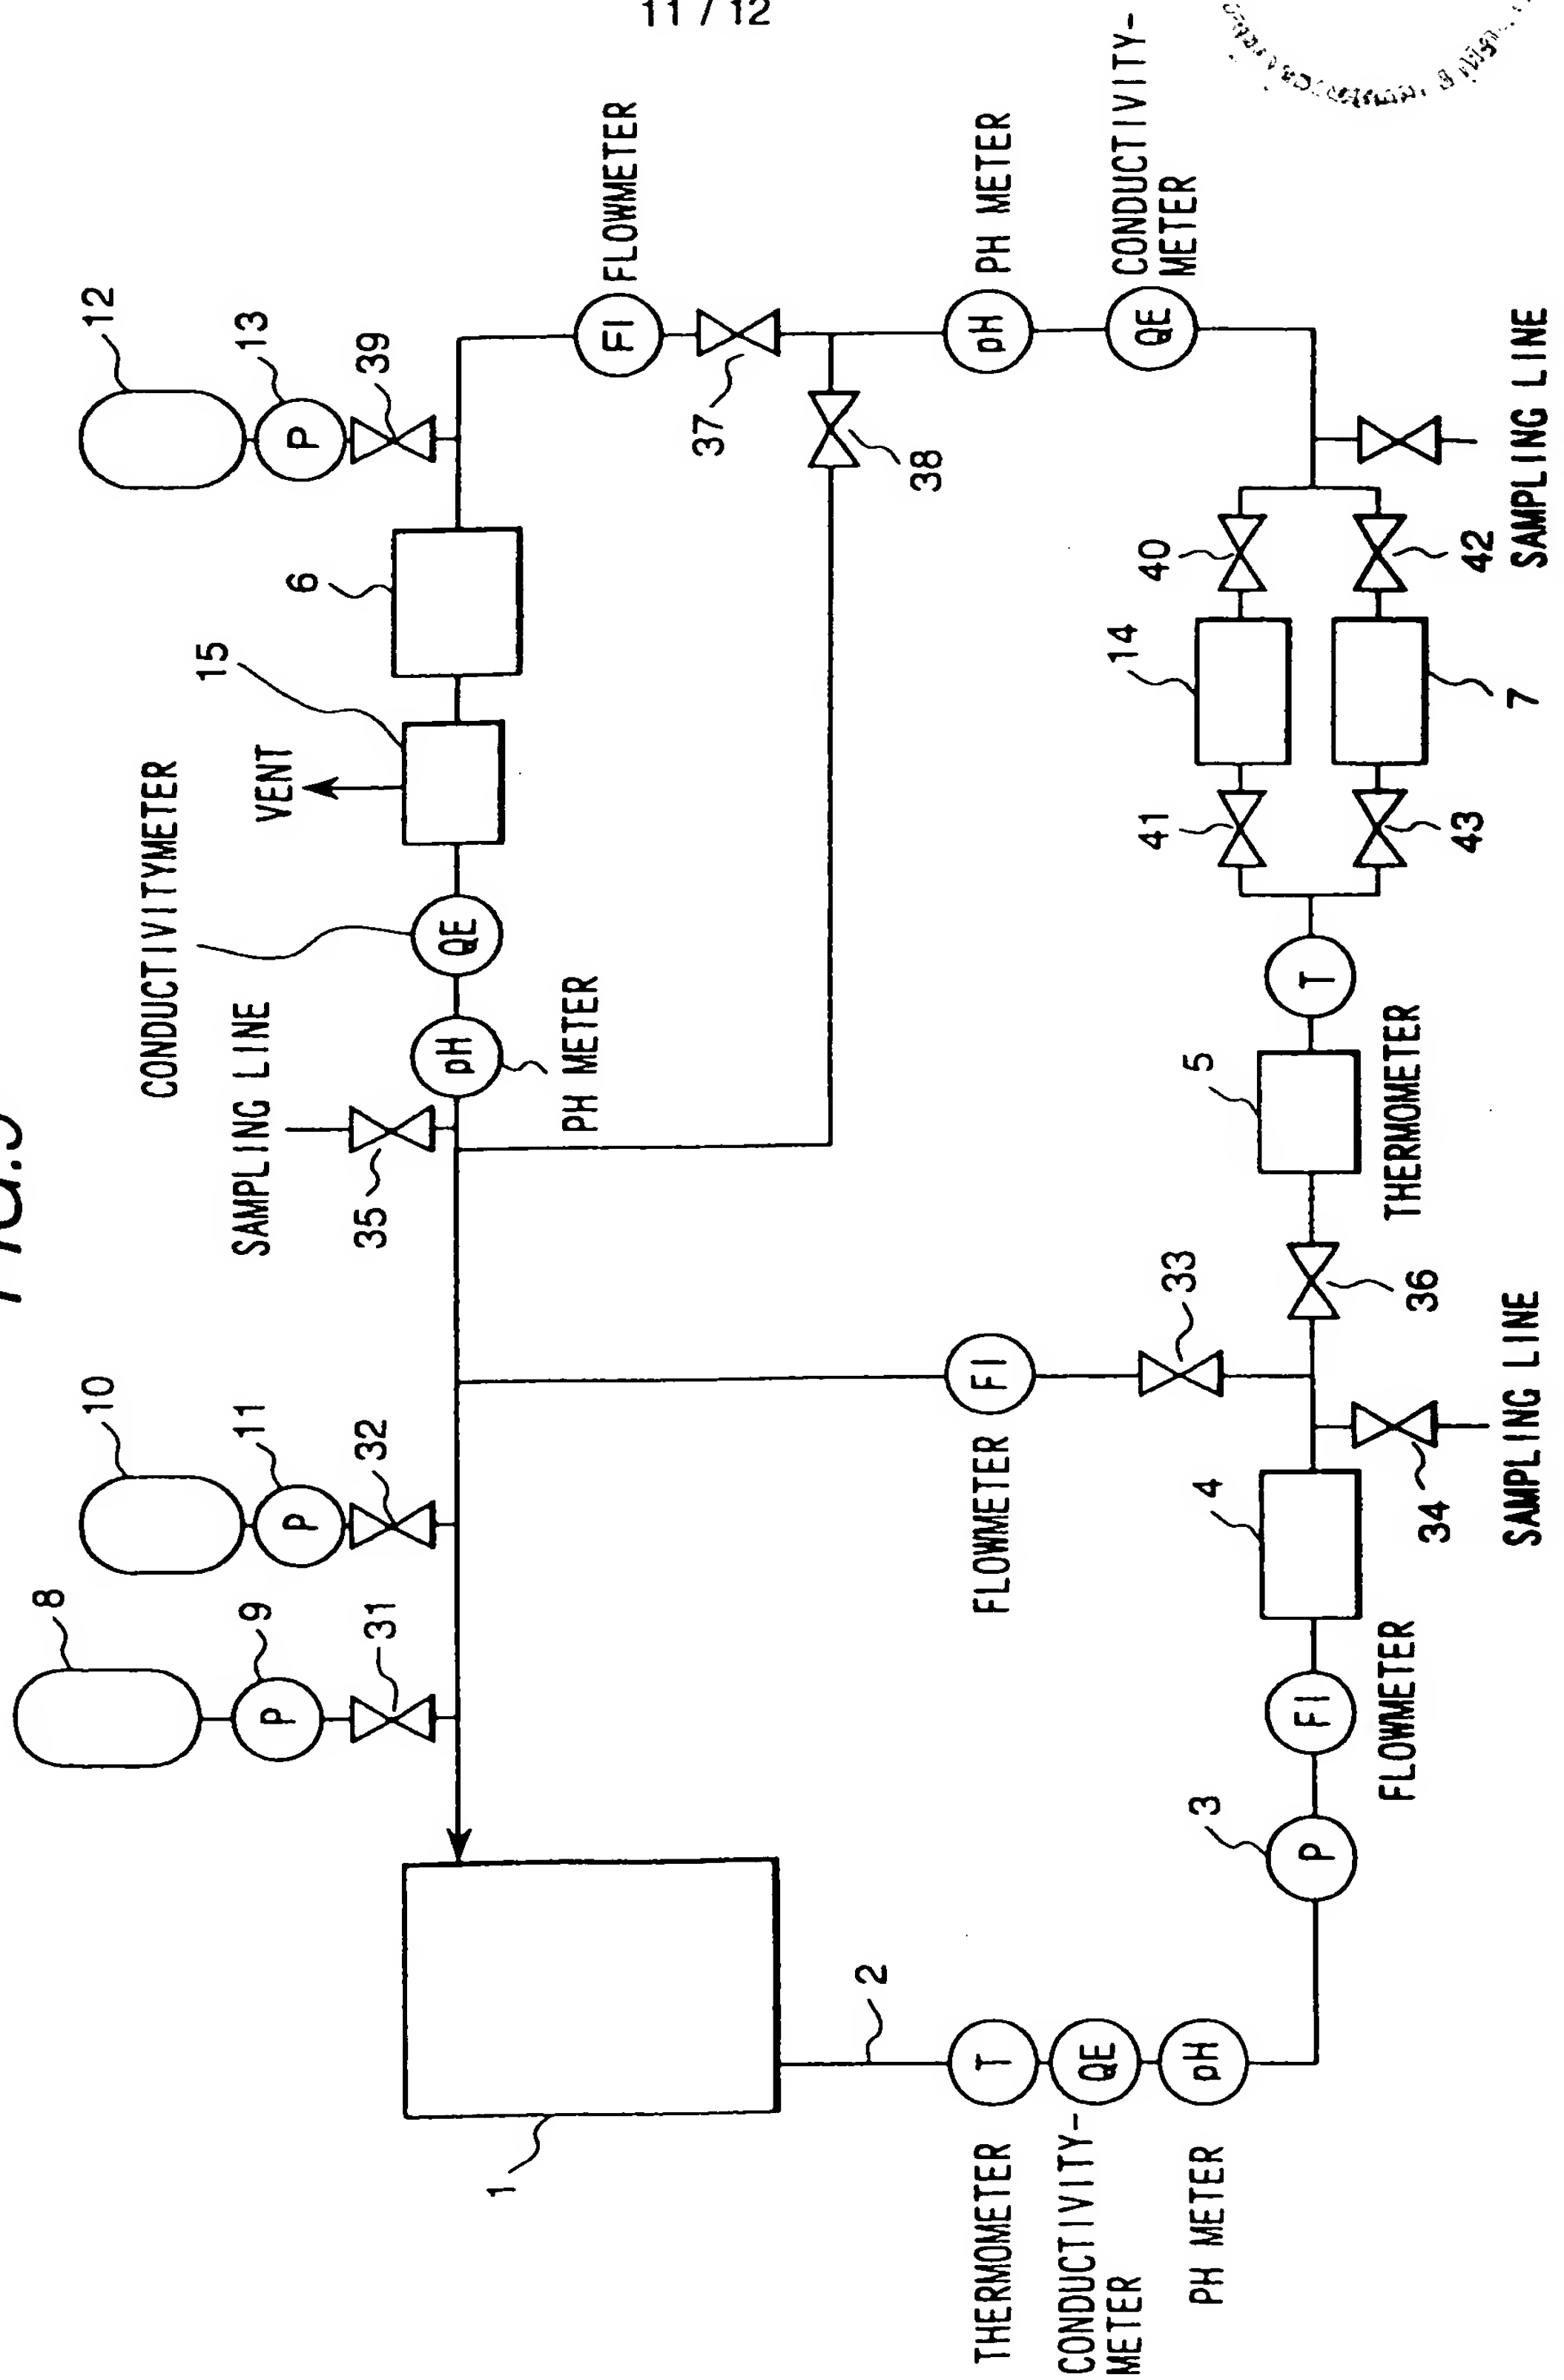 11 / 12
FIG.9
12
13
P
39
FLOWMETER
FI
37
38
PH METER
pH
CONDUCTIVITY-
METER
QE
SAMPLING LINE
6
15
VENT
CONDUCTIVITYMETER
QE
SAMPLING LINE
pH
PH METER
35
40
42
14
7
41
43
T
THERMOMETER
5
36
33
FI
FLOWMETER
34
SAMPLING LINE
4
10
11
P
32
8
9
P
31
FI
FLOWMETER
3
P
1
2
T
THERMOMETER
QE
CONDUCTIVITY-
METER
pH
PH METER